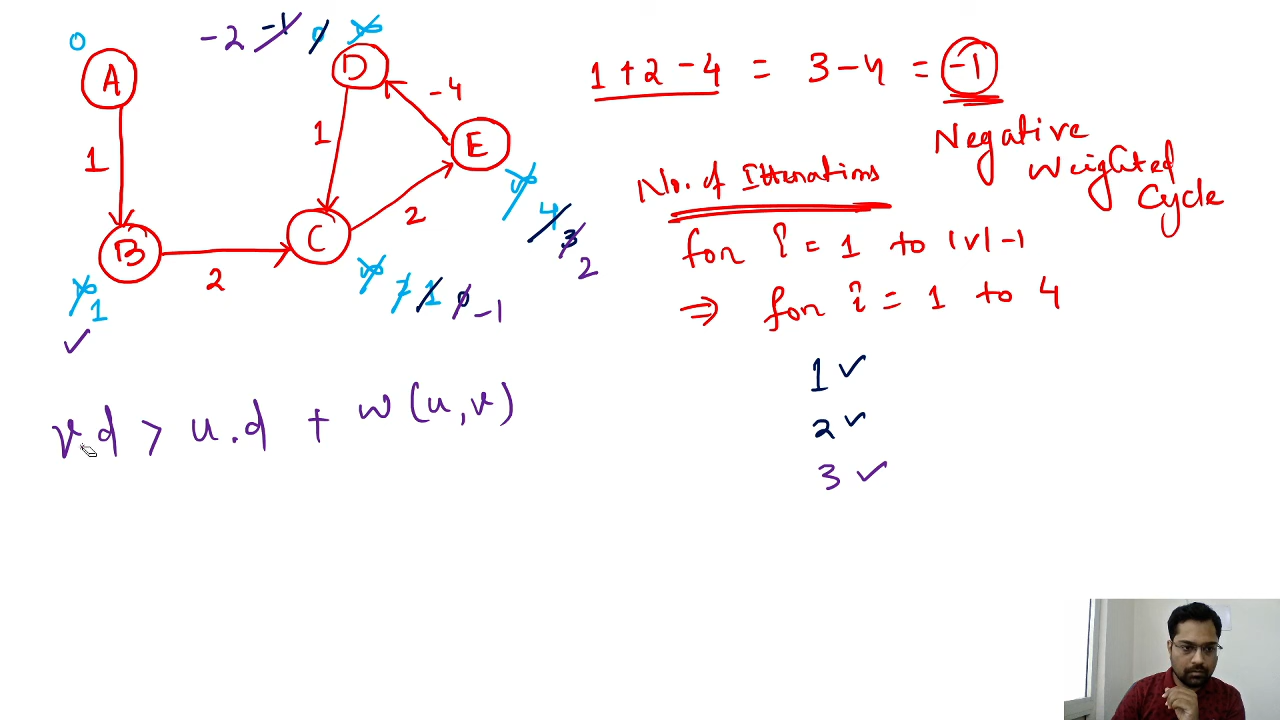 0
-2 -1 0 ∞
A
D
-4
1
1
E
B
C
2
2
∞ 1
∞ 4 3 2
∞ 1 0 -1
1 + 2 - 4 = 3 - 4 = -1
Negative
Weighted
Cycle
No. of Itterations
for i = 1 to |v| - 1
⇒ for i = 1 to 4
1 ✓
2 ✓
3 ✓
✓
v.d > u.d + w(u,v)